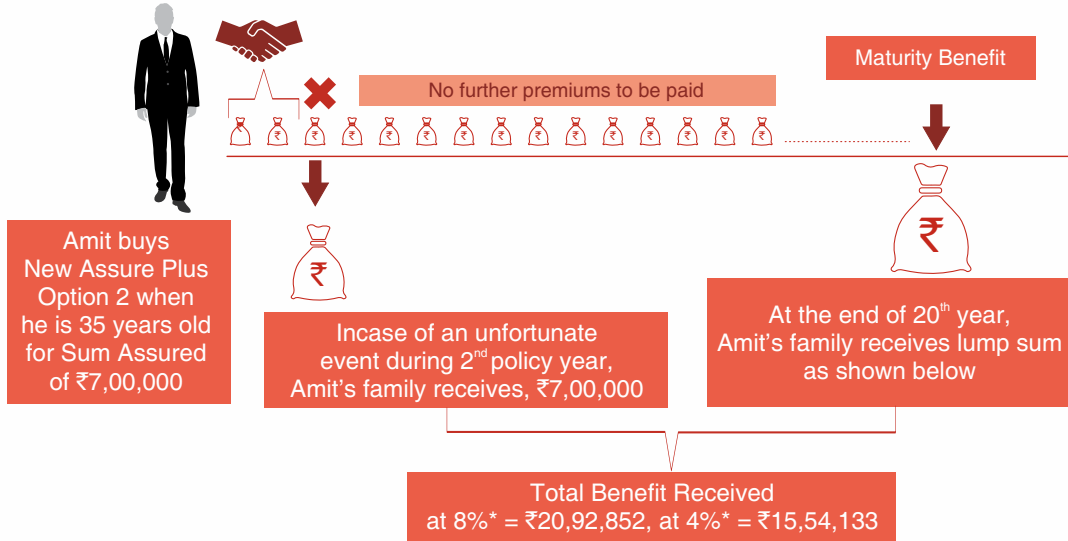 Maturity Benefit
No further premiums to be paid
₹ ₹ ₹ ₹ ₹ ₹ ₹ ₹ ₹ ₹ ₹ ₹ ₹ ₹ ₹
₹
₹
Amit buys
New Assure Plus
Option 2 when
he is 35 years old
for Sum Assured
of ₹7,00,000
Incase of an unfortunate
event during 2nd policy year,
Amit's family receives, ₹7,00,000
At the end of 20th year,
Amit's family receives lump sum
as shown below
Total Benefit Received
at 8%* = ₹20,92,852, at 4%* = ₹15,54,133